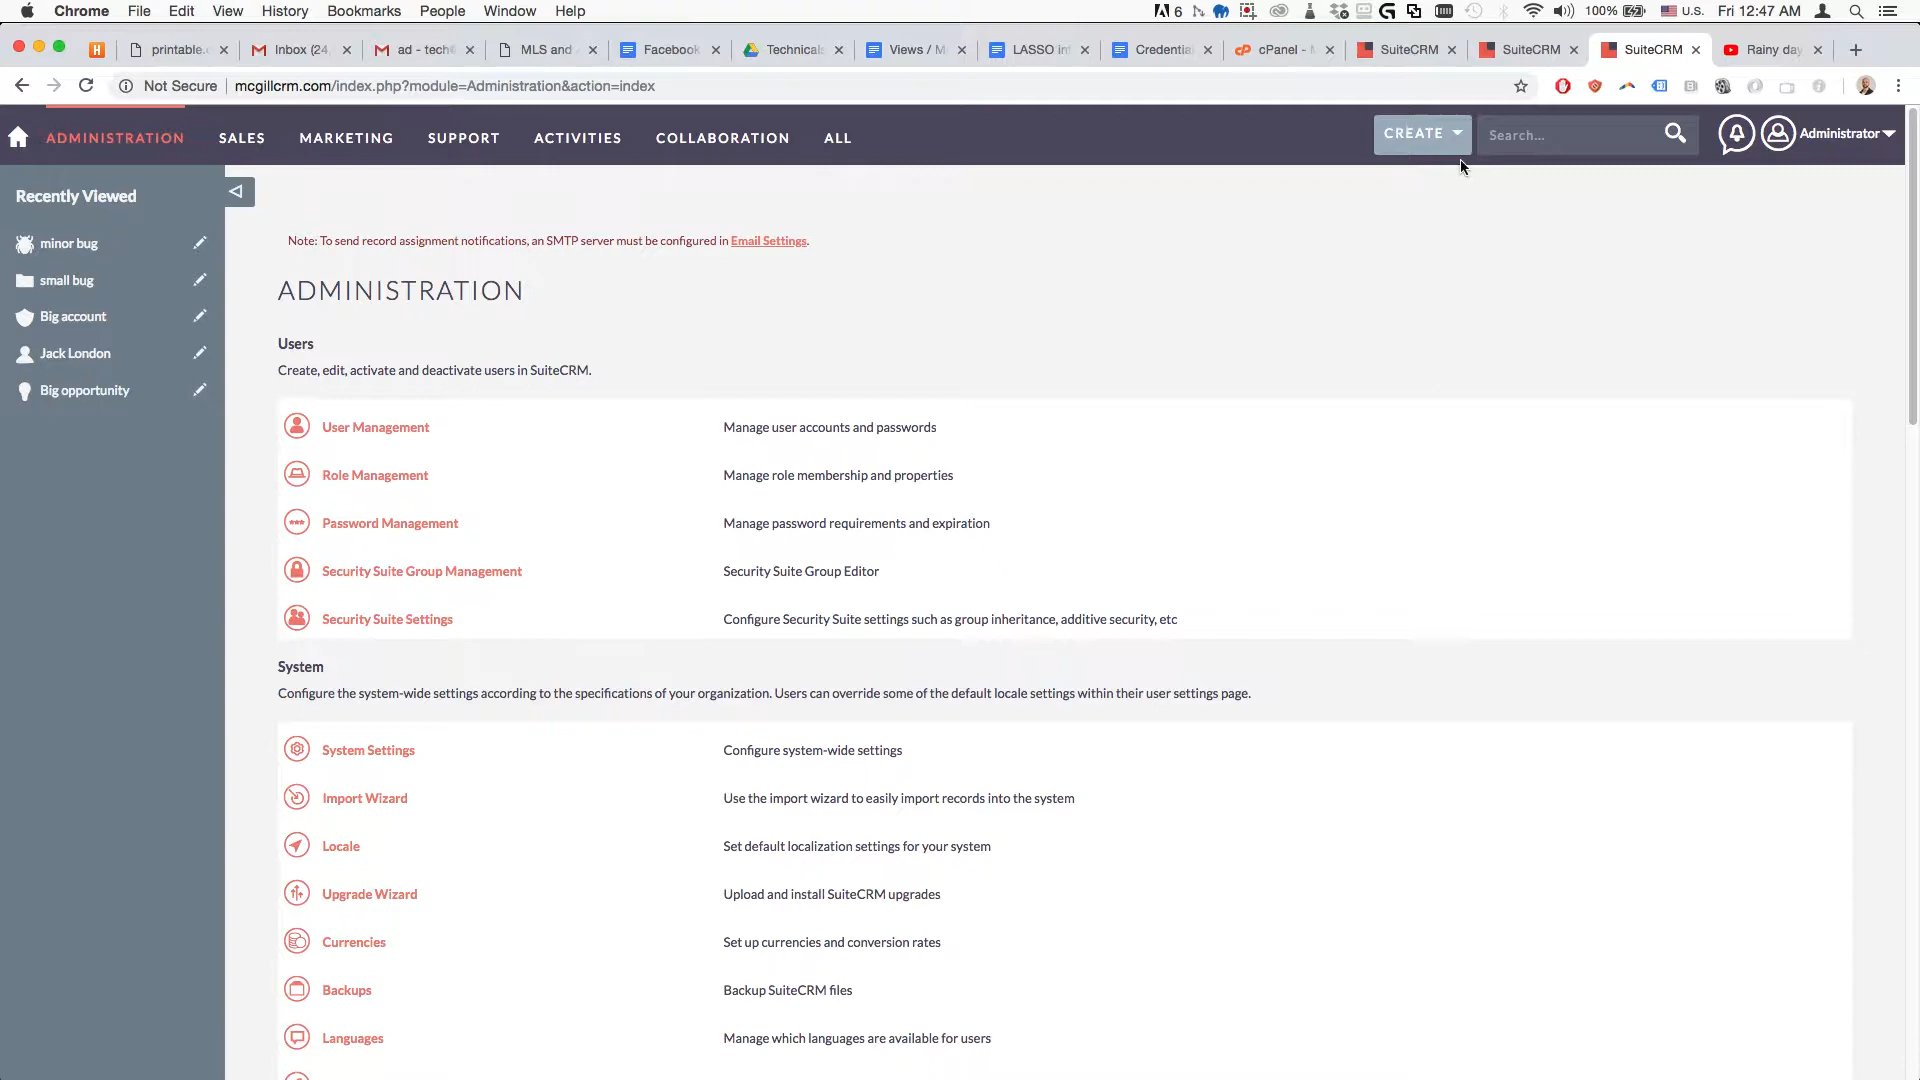 Chrome File Edit View History Bookmarks People Window Help 6 100% U.S. Fri 12:47 AM
printable. Inbox (24, ad - tech MLS and Facebook Technicals Views / M LASSO in Credentia cPanel - SuiteCRM SuiteCRM SuiteCRM Rainy day
Not Secure mcgillcrm.com/index.php?module=Administration&action=index
ADMINISTRATION SALES MARKETING SUPPORT ACTIVITIES COLLABORATION ALL CREATE Search... Administrator
Recently Viewed
minor bug
small bug
Big account
Jack London
Big opportunity
Note: To send record assignment notifications, an SMTP server must be configured in Email Settings.
ADMINISTRATION
Users
Create, edit, activate and deactivate users in SuiteCRM.
User Management Manage user accounts and passwords
Role Management Manage role membership and properties
Password Management Manage password requirements and expiration
Security Suite Group Management Security Suite Group Editor
Security Suite Settings Configure Security Suite settings such as group inheritance, additive security, etc
System
Configure the system-wide settings according to the specifications of your organization. Users can override some of the default locale settings within their user settings page.
System Settings Configure system-wide settings
Import Wizard Use the import wizard to easily import records into the system
Locale Set default localization settings for your system
Upgrade Wizard Upload and install SuiteCRM upgrades
Currencies Set up currencies and conversion rates
Backups Backup SuiteCRM files
Languages Manage which languages are available for users